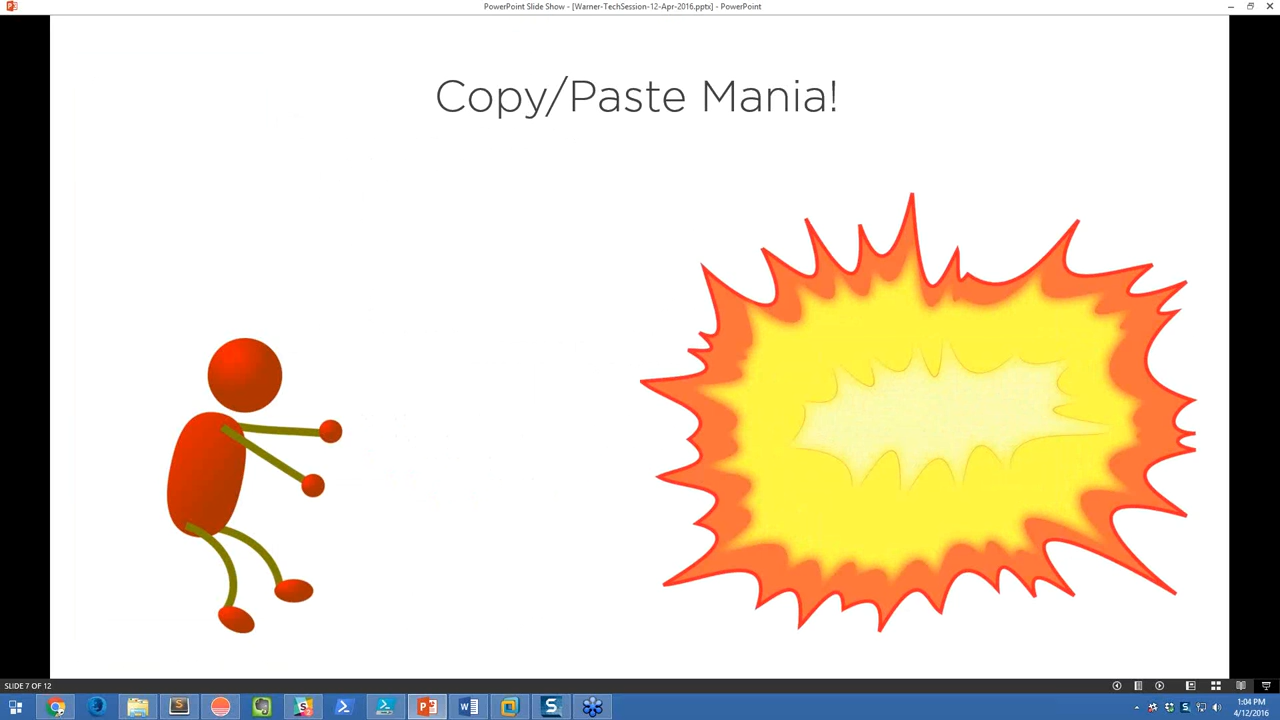 PowerPoint Slide Show - [Warner-TechSession-12-Apr-2016.pptx] - PowerPoint
Copy/Paste Mania!
SLIDE 7 OF 12
1:04 PM
4/12/2016